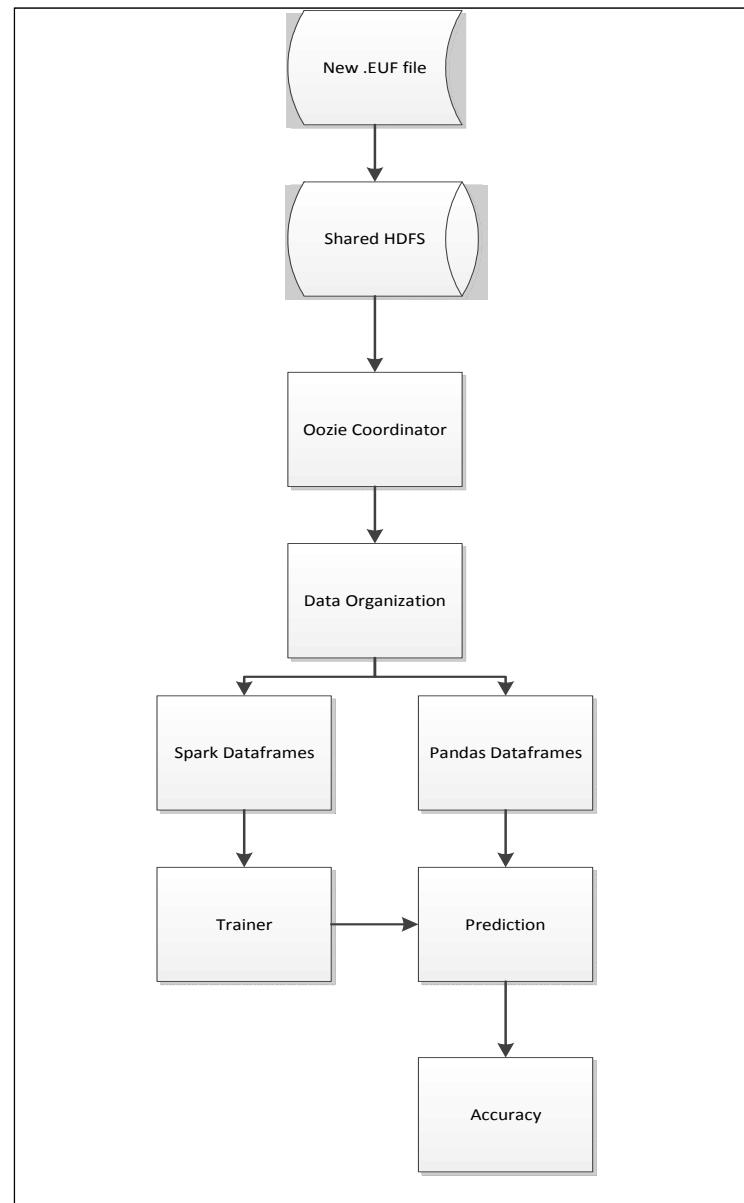 New .EUF file
Shared HDFS
Oozie Coordinator
Data Organization
Spark Dataframes
Pandas Dataframes
Trainer
Prediction
Accuracy